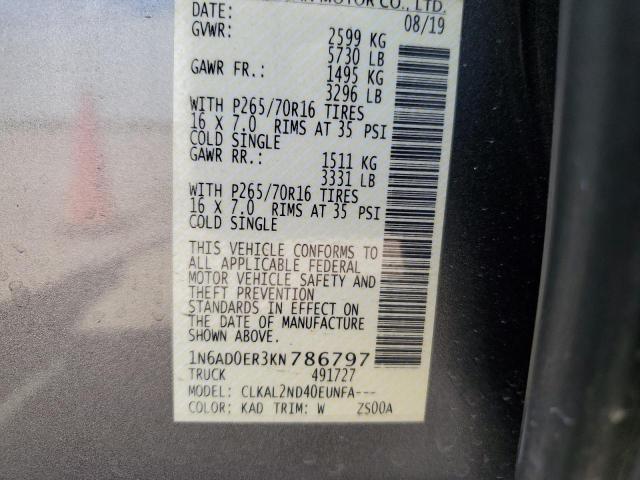 MOTOR CO., LTD.
DATE: 08/19
GVWR: 2599 KG
5730 LB
GAWR FR.: 1495 KG
3296 LB
WITH P265/70R16 TIRES
16 X 7.0 RIMS AT 35 PSI
COLD SINGLE
GAWR RR.: 1511 KG
3331 LB
WITH P265/70R16 TIRES
16 X 7.0 RIMS AT 35 PSI
COLD SINGLE
THIS VEHICLE CONFORMS TO
ALL APPLICABLE FEDERAL
MOTOR VEHICLE SAFETY AND
THEFT PREVENTION
STANDARDS IN EFFECT ON
THE DATE OF MANUFACTURE
SHOWN ABOVE.
1N6AD0ER3KN786797
TRUCK 491727
MODEL: CLKAL2ND40EUNFA---
COLOR: KAD TRIM: W ZS00A